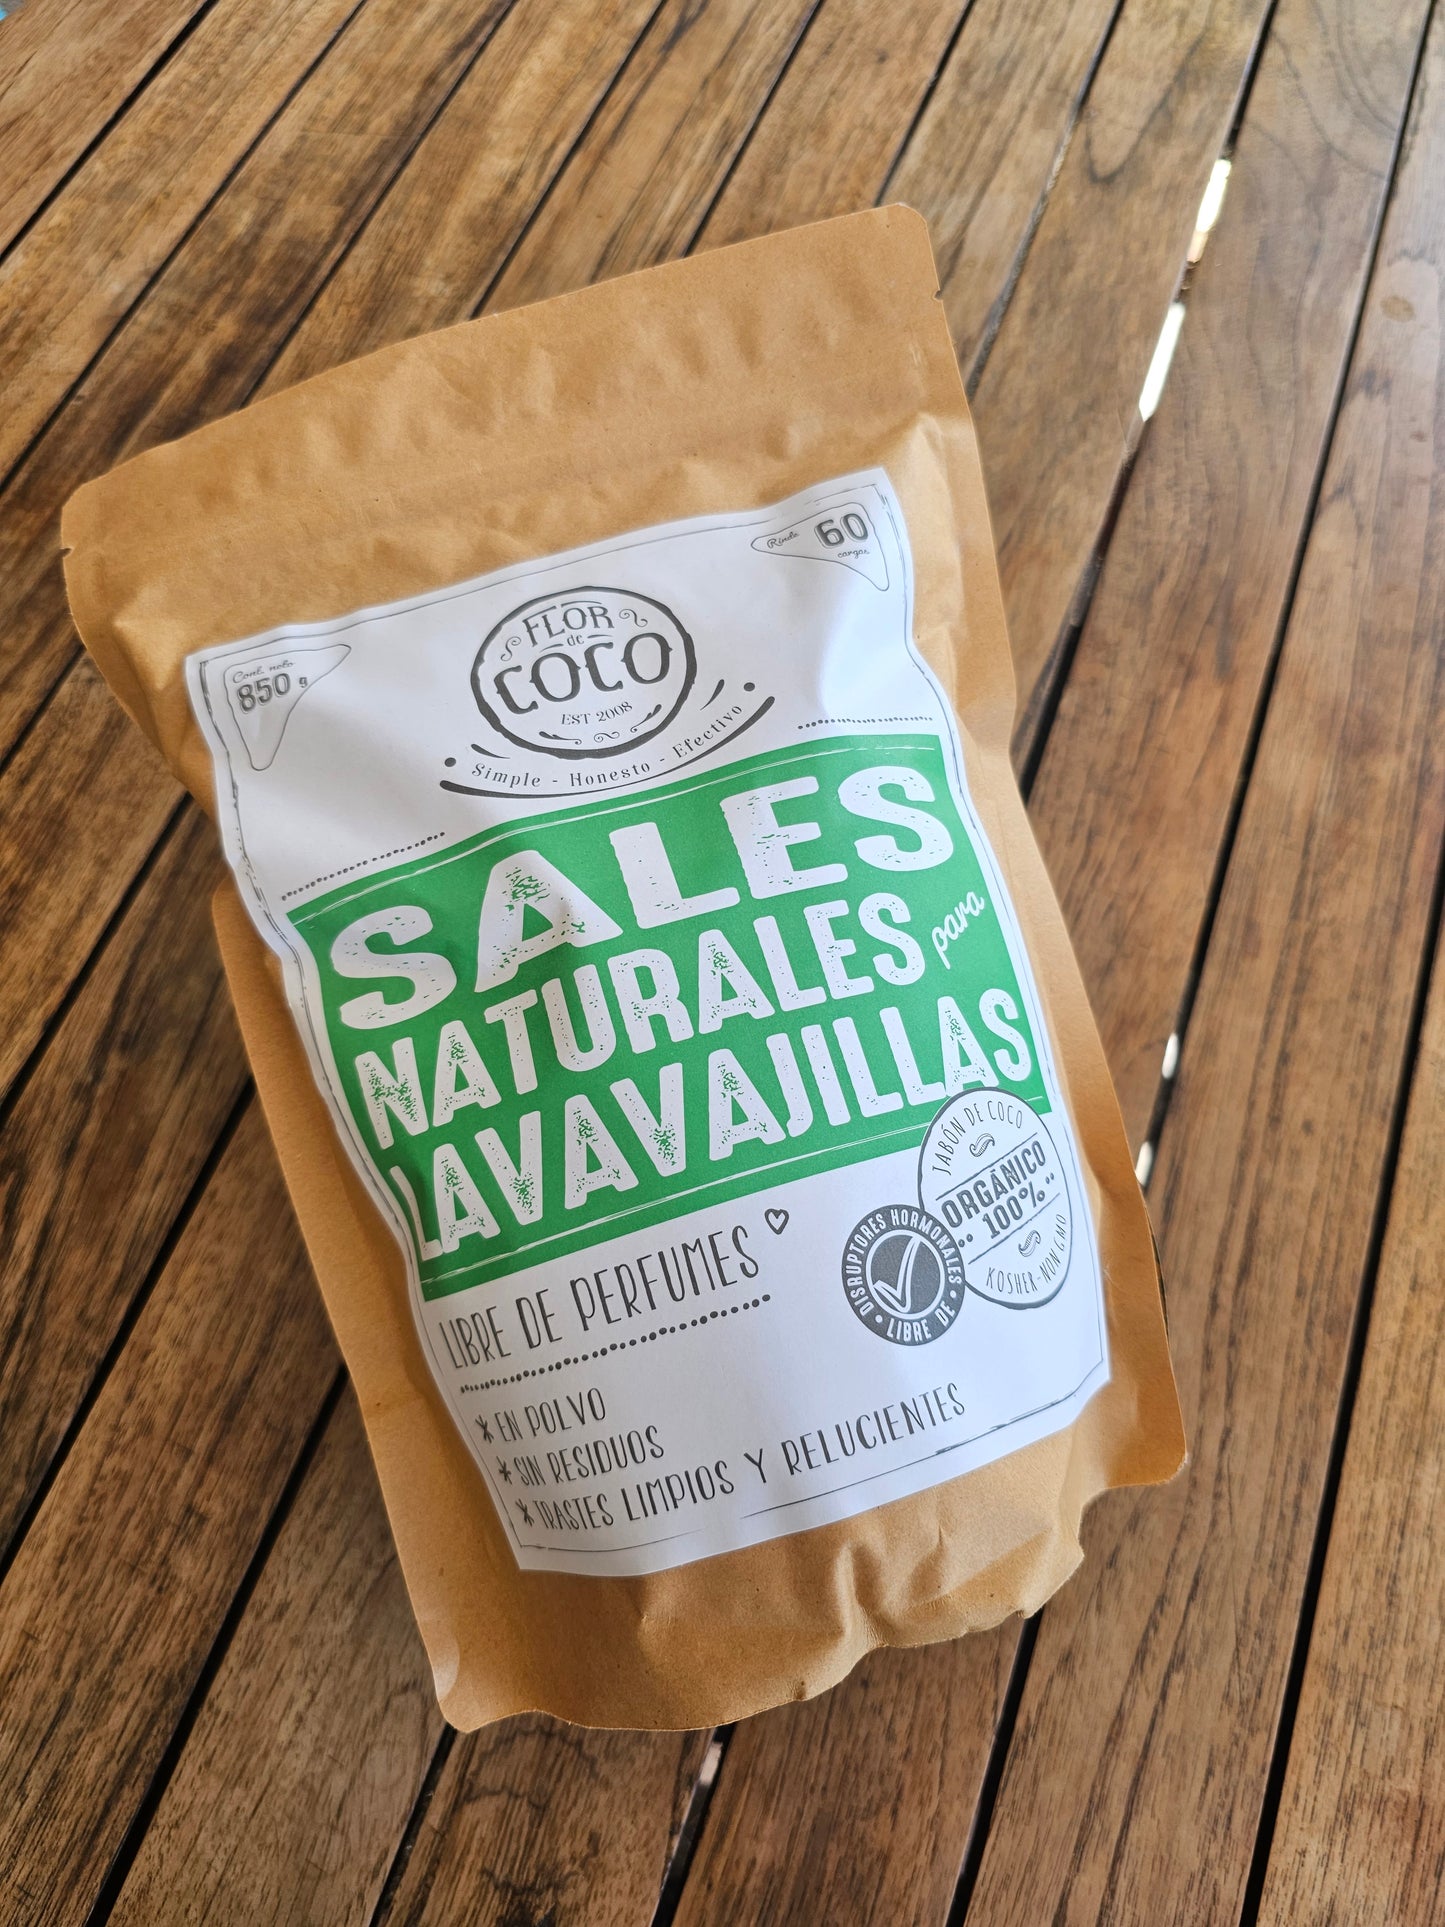 Cont. neto
850 g
Rinde
60
cargas
FLOR
de
COCO
EST 2008
Simple - Honesto - Efectivo
SALES
NATURALES para
LAVAVAJILLAS
JABÓN DE COCO
ORGÁNICO
100%
KOSHER-NON GMO
DISRUPTORES HORMONALES
LIBRE DE
LIBRE DE PERFUMES
* EN POLVO
* SIN RESIDUOS
* TRASTES LIMPIOS Y RELUCIENTES